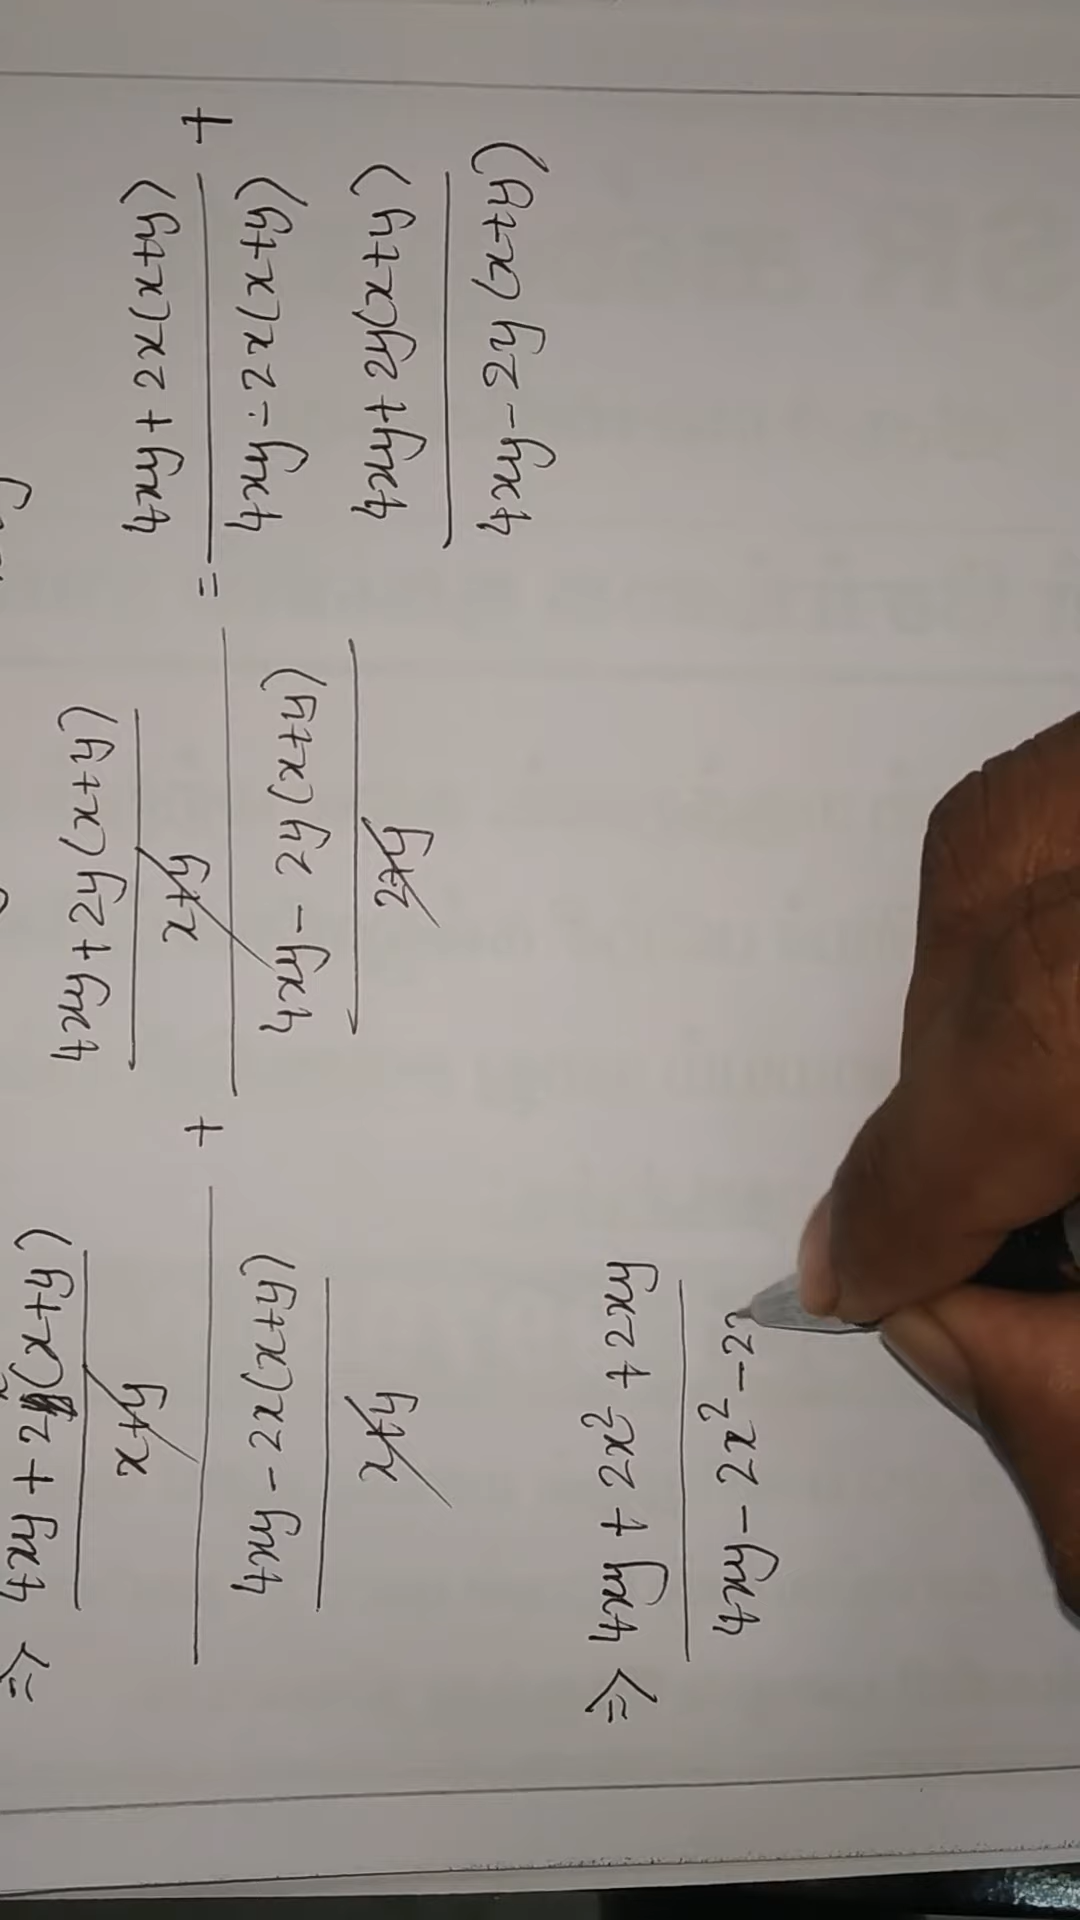 ⇒ 4xy + 2x(x+y)
x+y
4xy - 2x(x+y)
x+y
+
4xy + 2y(x+y)
x+y
4xy - 2y(x+y)
x+y
=
4xy + 2x(x+y)
4xy - 2x(x+y)
+
4xy + 2y(x+y)
4xy - 2y(x+y)
⇒ 4xy + 2x² + 2xy
4xy - 2x² - 2